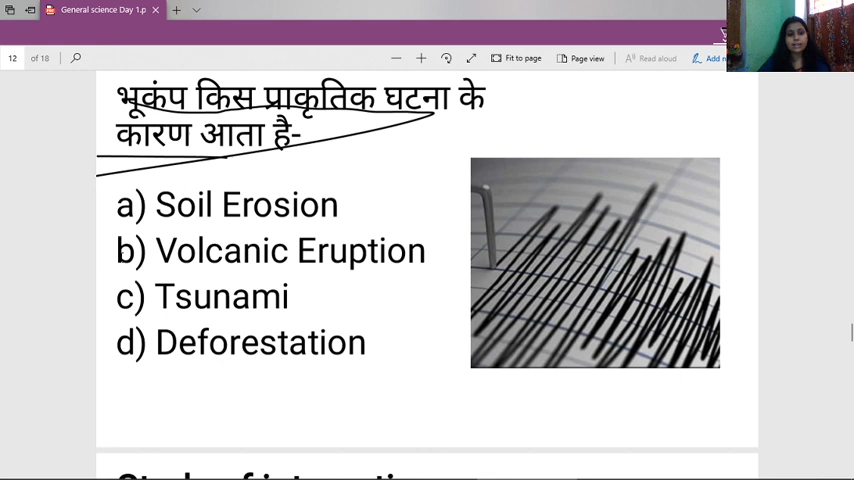 General science Day 1.p
12 of 18
Fit to page
Page view
Read aloud
Add
भूकंप किस प्राकृतिक घटना के
कारण आता है-
a) Soil Erosion
b) Volcanic Eruption
c) Tsunami
d) Deforestation